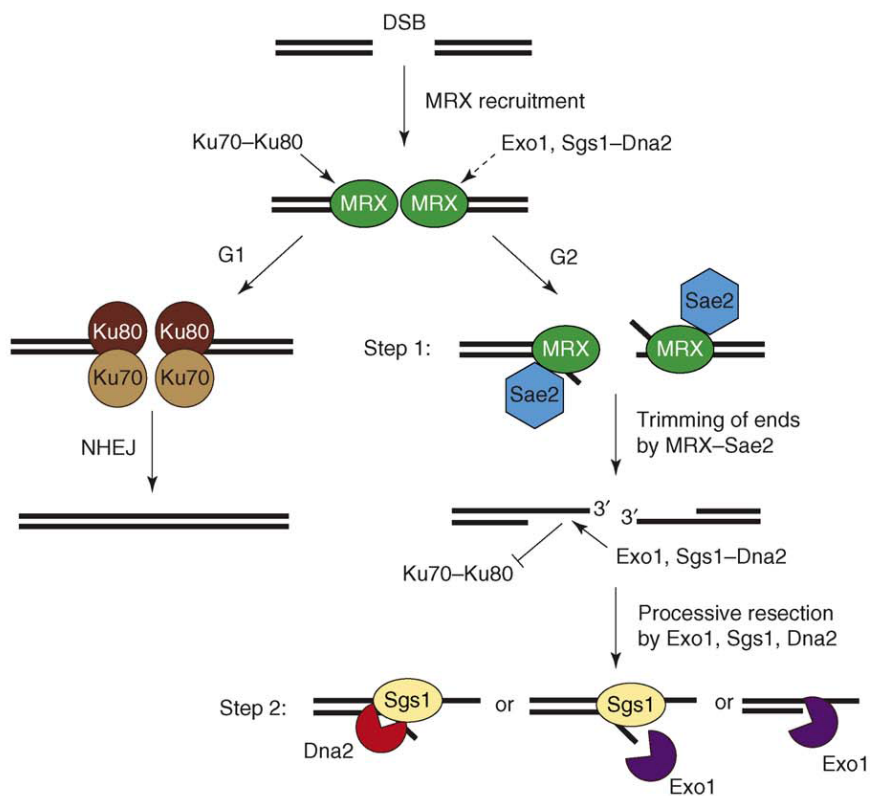 DSB
MRX recruitment
Ku70–Ku80
Exo1, Sgs1–Dna2
MRX MRX
G1
G2
Ku80 Ku80
Ku70 Ku70
Sae2
Step 1:
MRX
MRX
Sae2
NHEJ
Trimming of ends
by MRX–Sae2
3′ 3′
Ku70–Ku80
Exo1, Sgs1–Dna2
Processive resection
by Exo1, Sgs1, Dna2
Step 2:
Sgs1
or
Sgs1
or
Dna2
Exo1
Exo1